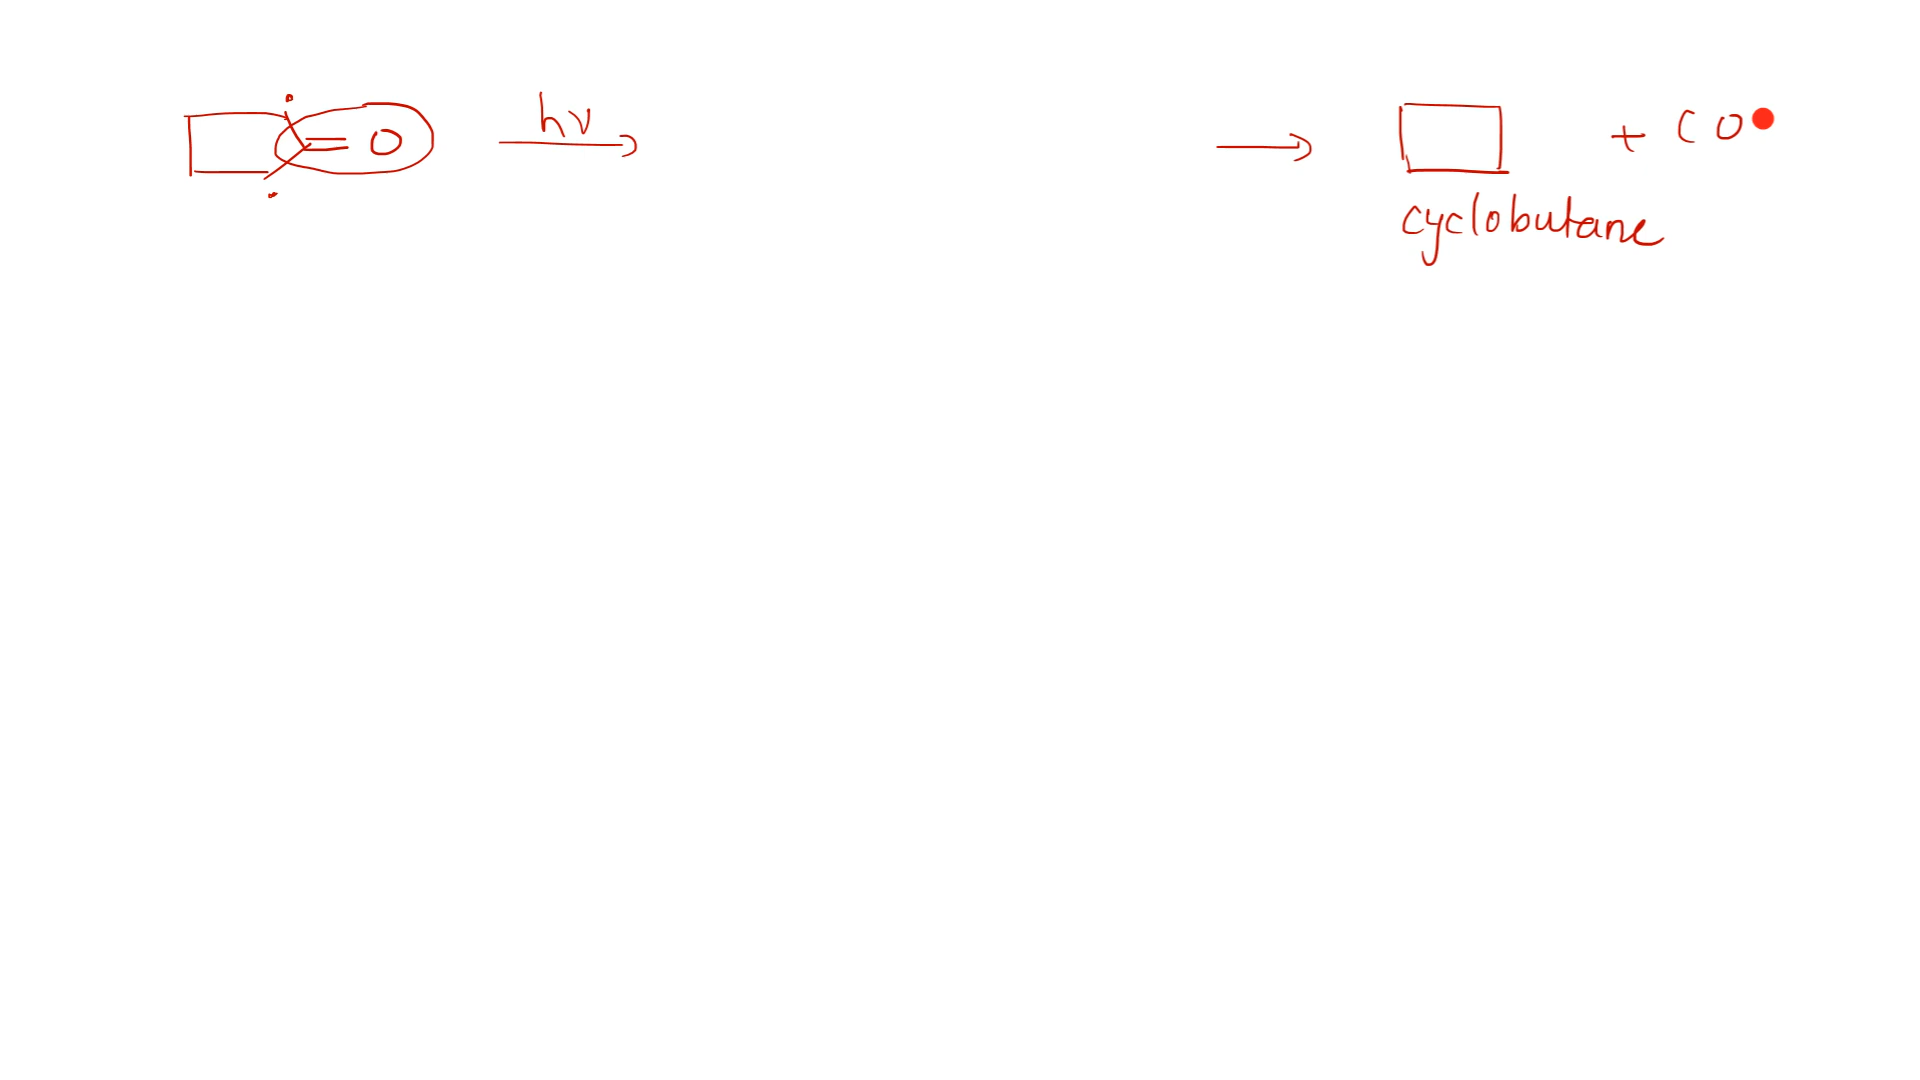 =O hν → → + CO
cyclobutane